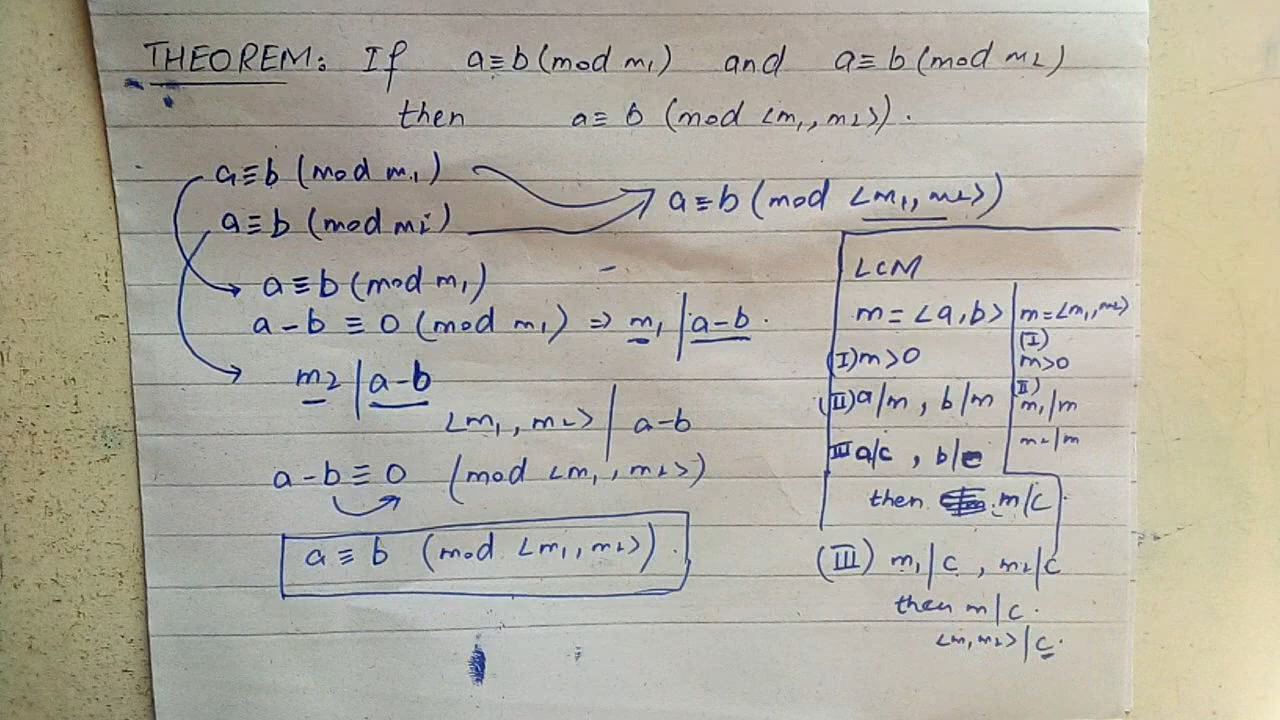 THEOREM: If a≡b (mod m₁) and a≡b (mod m₂)
then a≡b (mod <m₁, m₂>).
a≡b (mod m₁)
a≡b (mod m₂)
a≡b (mod <m₁, m₂>)
a≡b (mod m₁)
a-b≡0 (mod m₁) ⇒ m₁|a-b.
m₂|a-b
<m₁, m₂>|a-b
a-b≡0 (mod <m₁, m₂>)
a≡b (mod <m₁, m₂>).
LCM
m=<a,b>
(I) m>0
(II) a/m, b/m
III a/c, b/c
then m/c.
m=<m₁, m₂>
(I)
m>0
(II)
m₁/m
m₂/m
(III) m₁/c, m₂/c
then m/c.
<m₁, m₂>/c.